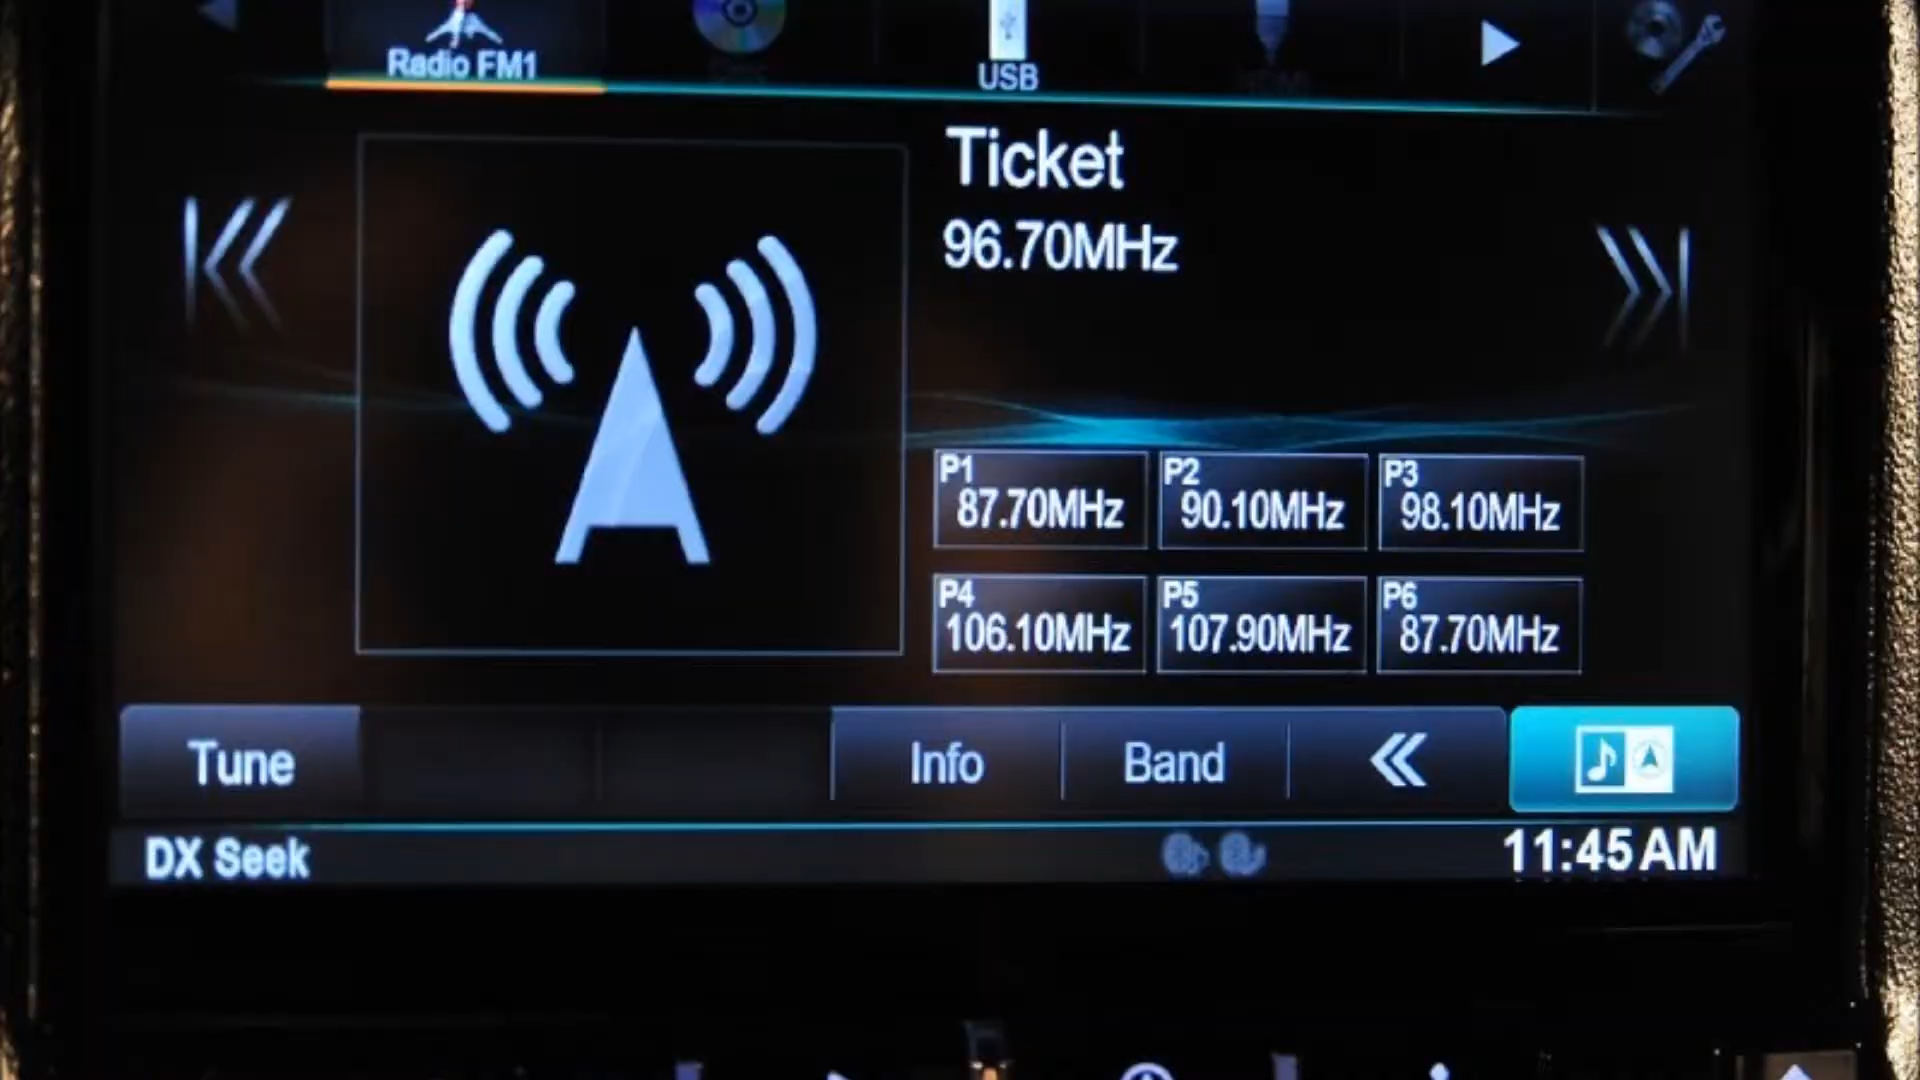 Radio FM1
USB
Ticket
96.70MHz
P1
87.70MHz
P2
90.10MHz
P3
98.10MHz
P4
106.10MHz
P5
107.90MHz
P6
87.70MHz
Tune
Info
Band
DX Seek
11:45 AM